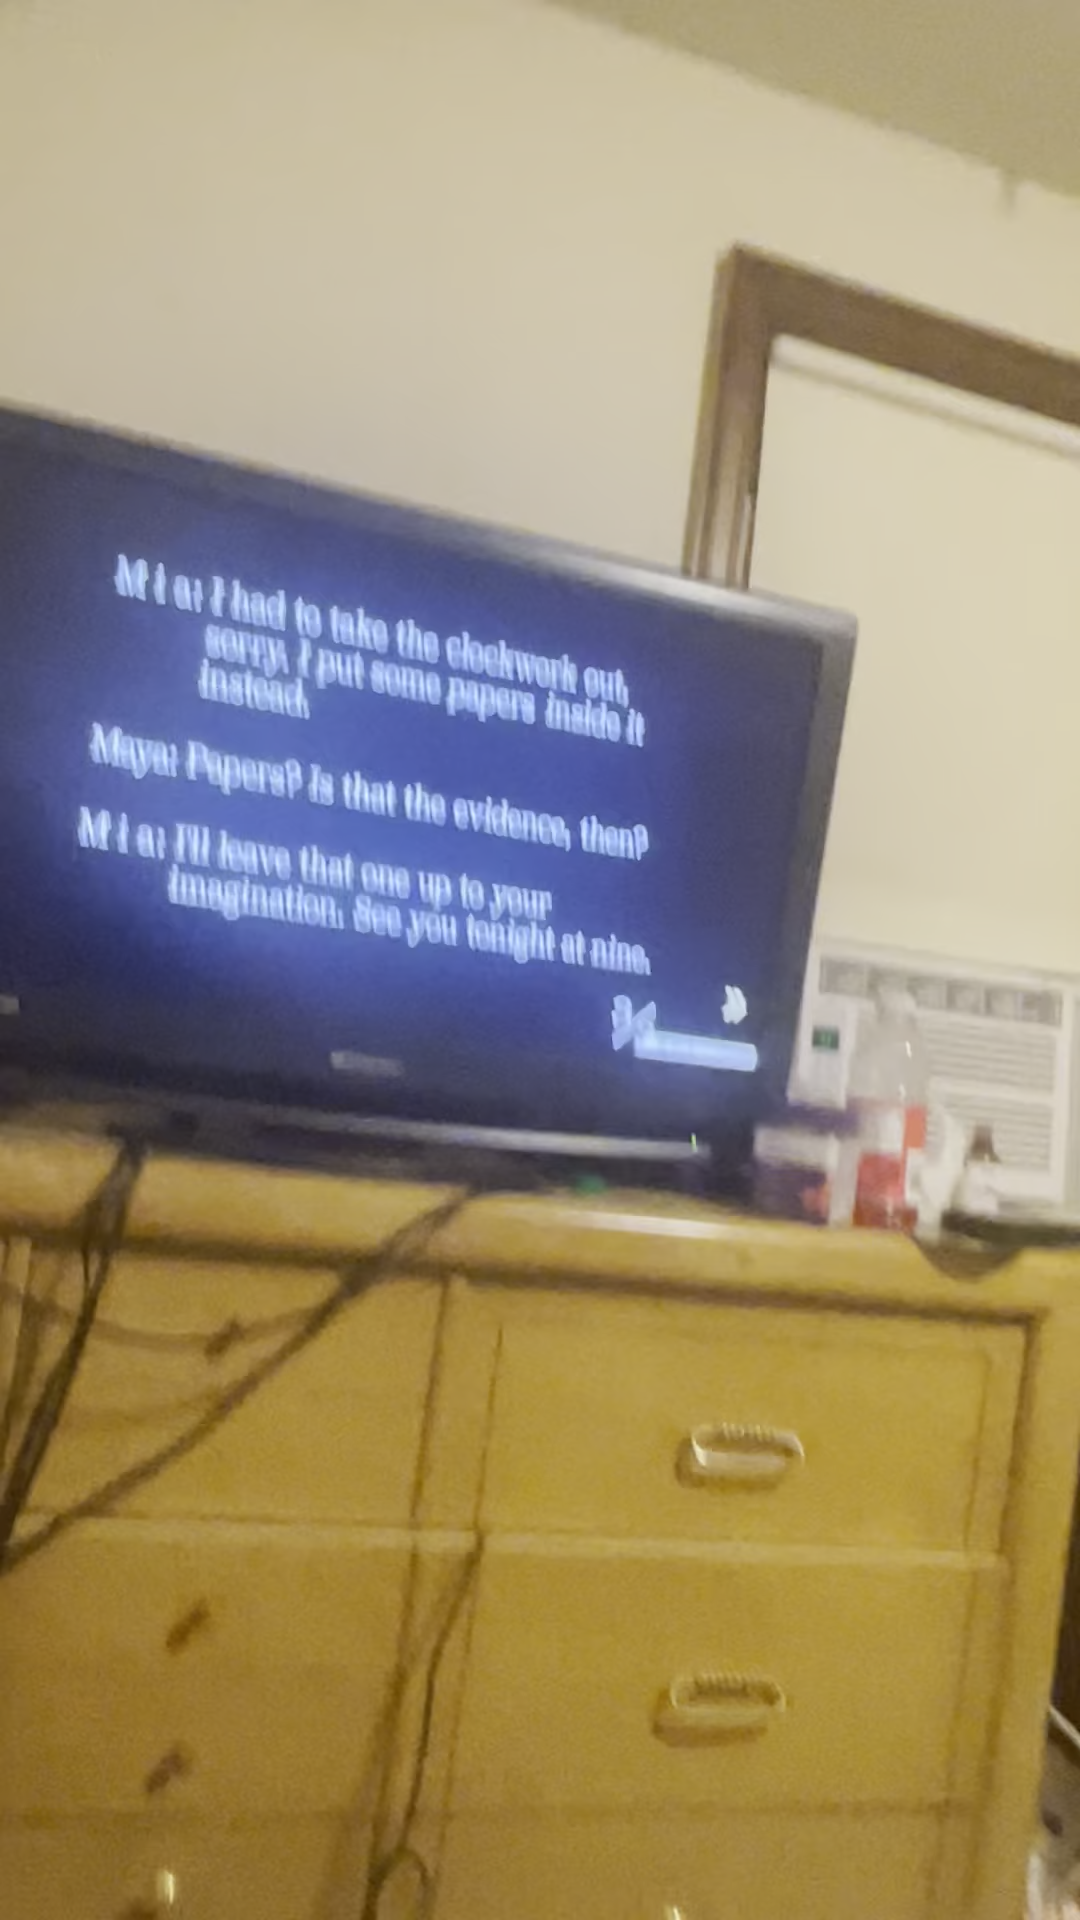 Mia: I had to take the clockwork out,
sorry. I put some papers inside it
instead.
Maya: Papers? Is that the evidence, then?
Mia: I'll leave that one up to your
imagination. See you tonight at nine.